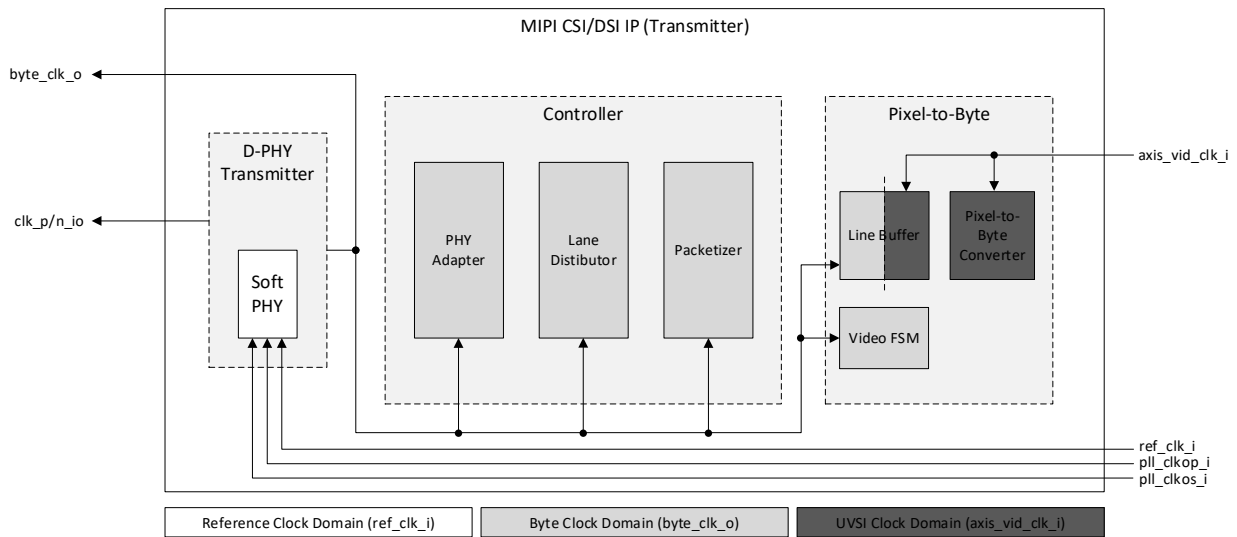 MIPI CSI/DSI IP (Transmitter)
byte_clk_o
Controller
Pixel-to-Byte
D-PHY
Transmitter
axis_vid_clk_i
clk_p/n_io
PHY
Adapter
Lane
Distibutor
Packetizer
Line Buffer
Pixel-to-
Byte
Converter
Soft
PHY
Video FSM
ref_clk_i
pll_clkop_i
pll_clkos_i
Reference Clock Domain (ref_clk_i)
Byte Clock Domain (byte_clk_o)
UVSI Clock Domain (axis_vid_clk_i)